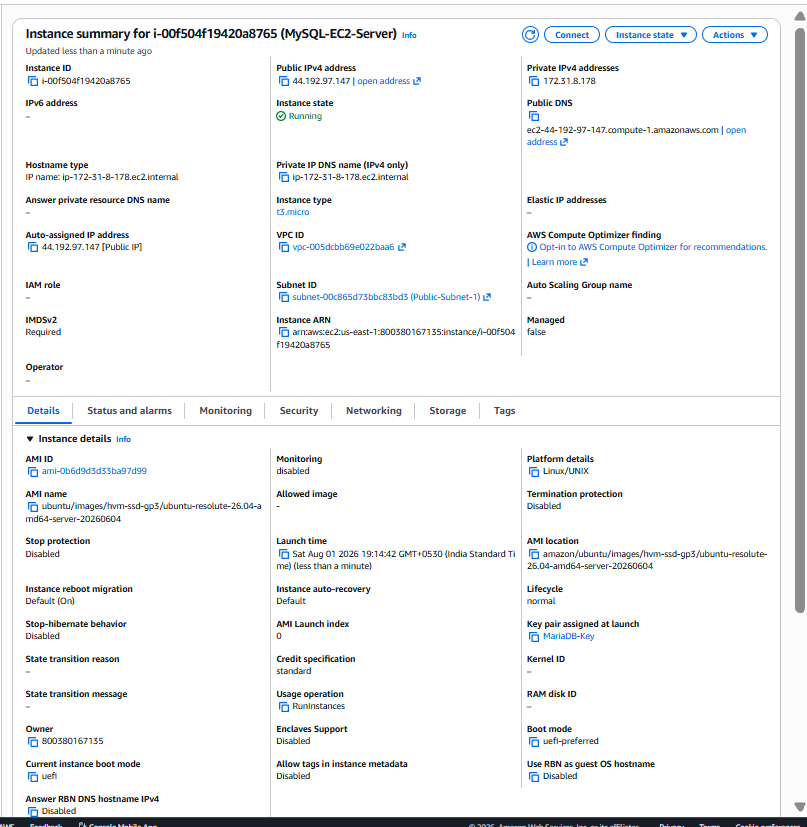 Instance summary for i-00f504f19420a8765 (MySQL-EC2-Server) Info
Connect
Instance state
Actions
Updated less than a minute ago
Instance ID
i-00f504f19420a8765
Public IPv4 address
44.192.97.147 | open address
Private IPv4 addresses
172.31.8.178
IPv6 address
–
Instance state
Running
Public DNS
ec2-44-192-97-147.compute-1.amazonaws.com | open
address
Hostname type
IP name: ip-172-31-8-178.ec2.internal
Private IP DNS name (IPv4 only)
ip-172-31-8-178.ec2.internal
Answer private resource DNS name
–
Instance type
t3.micro
Elastic IP addresses
–
Auto-assigned IP address
44.192.97.147 [Public IP]
VPC ID
vpc-005dcbb69e022baa6
AWS Compute Optimizer finding
Opt-in to AWS Compute Optimizer for recommendations.
| Learn more
IAM role
–
Subnet ID
subnet-00c865d73bbc83bd3 (Public-Subnet-1)
Auto Scaling Group name
–
IMDSv2
Required
Instance ARN
arn:aws:ec2:us-east-1:800380167135:instance/i-00f504
f19420a8765
Managed
false
Operator
–
Details
Status and alarms
Monitoring
Security
Networking
Storage
Tags
Instance details Info
AMI ID
ami-0b6d9d3d33ba97d99
Monitoring
disabled
Platform details
Linux/UNIX
AMI name
ubuntu/images/hvm-ssd-gp3/ubuntu-resolute-26.04-a
md64-server-20260604
Allowed image
-
Termination protection
Disabled
Stop protection
Disabled
Launch time
Sat Aug 01 2026 19:14:42 GMT+0530 (India Standard Ti
me) (less than a minute)
AMI location
amazon/ubuntu/images/hvm-ssd-gp3/ubuntu-resolute-
26.04-amd64-server-20260604
Instance reboot migration
Default (On)
Instance auto-recovery
Default
Lifecycle
normal
Stop-hibernate behavior
Disabled
AMI Launch index
0
Key pair assigned at launch
MariaDB-Key
State transition reason
–
Credit specification
standard
Kernel ID
–
State transition message
–
Usage operation
RunInstances
RAM disk ID
–
Owner
800380167135
Enclaves Support
Disabled
Boot mode
uefi-preferred
Current instance boot mode
uefi
Allow tags in instance metadata
Disabled
Use RBN as guest OS hostname
Disabled
Answer RBN DNS hostname IPv4
Disabled
AWS Feedback Console Mobile App © 2026, Amazon Web Services, Inc. or its affiliates. Privacy Terms Cookie preferences